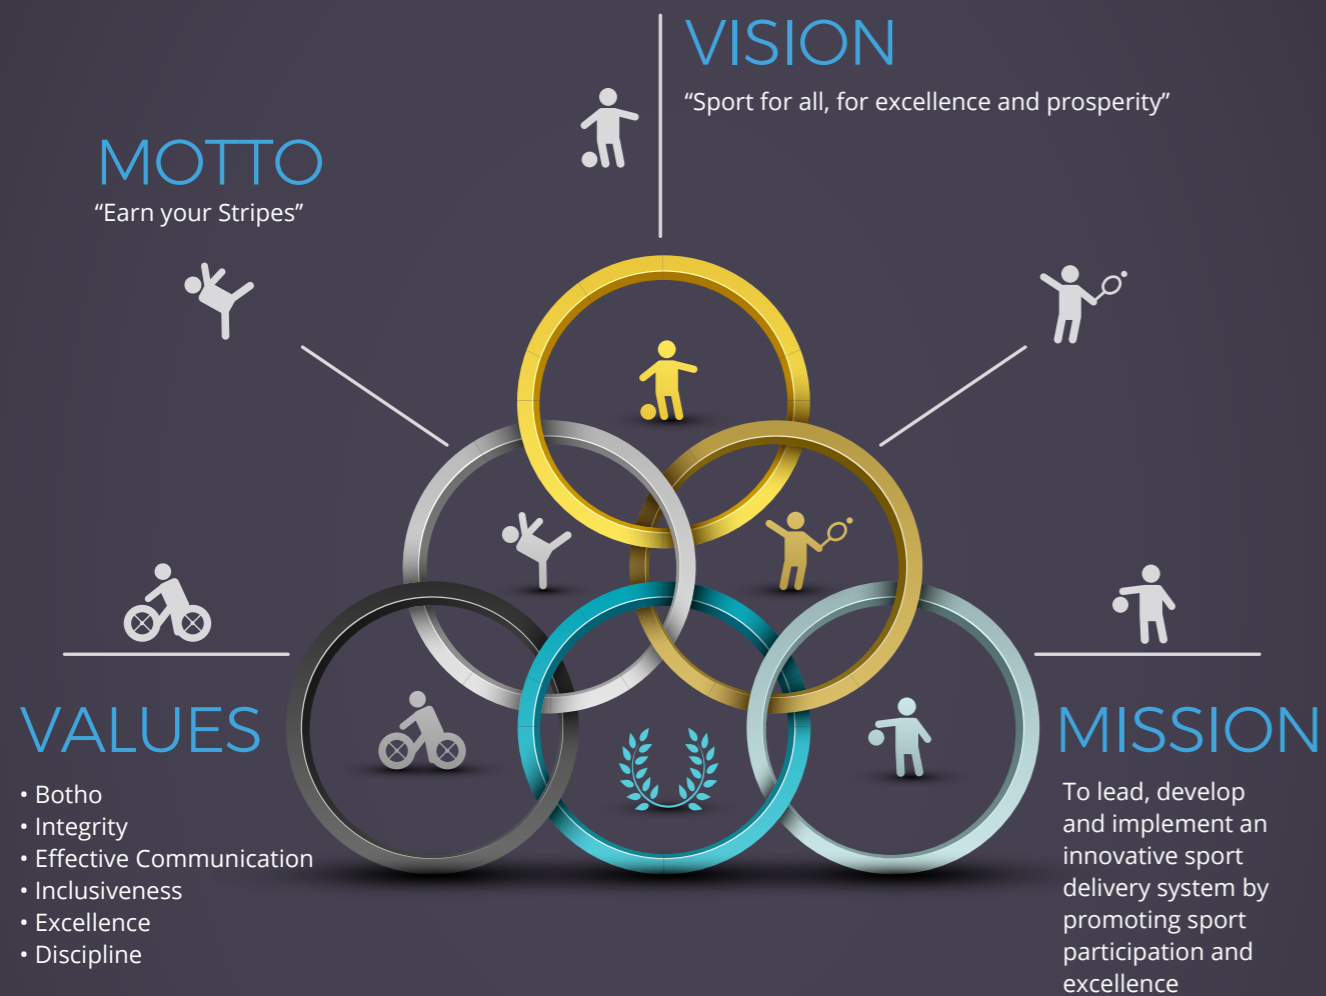 VISION
“Sport for all, for excellence and prosperity”
MOTTO
“Earn your Stripes”
VALUES
• Botho
• Integrity
• Effective Communication
• Inclusiveness
• Excellence
• Discipline
MISSION
To lead, develop
and implement an
innovative sport
delivery system by
promoting sport
participation and
excellence